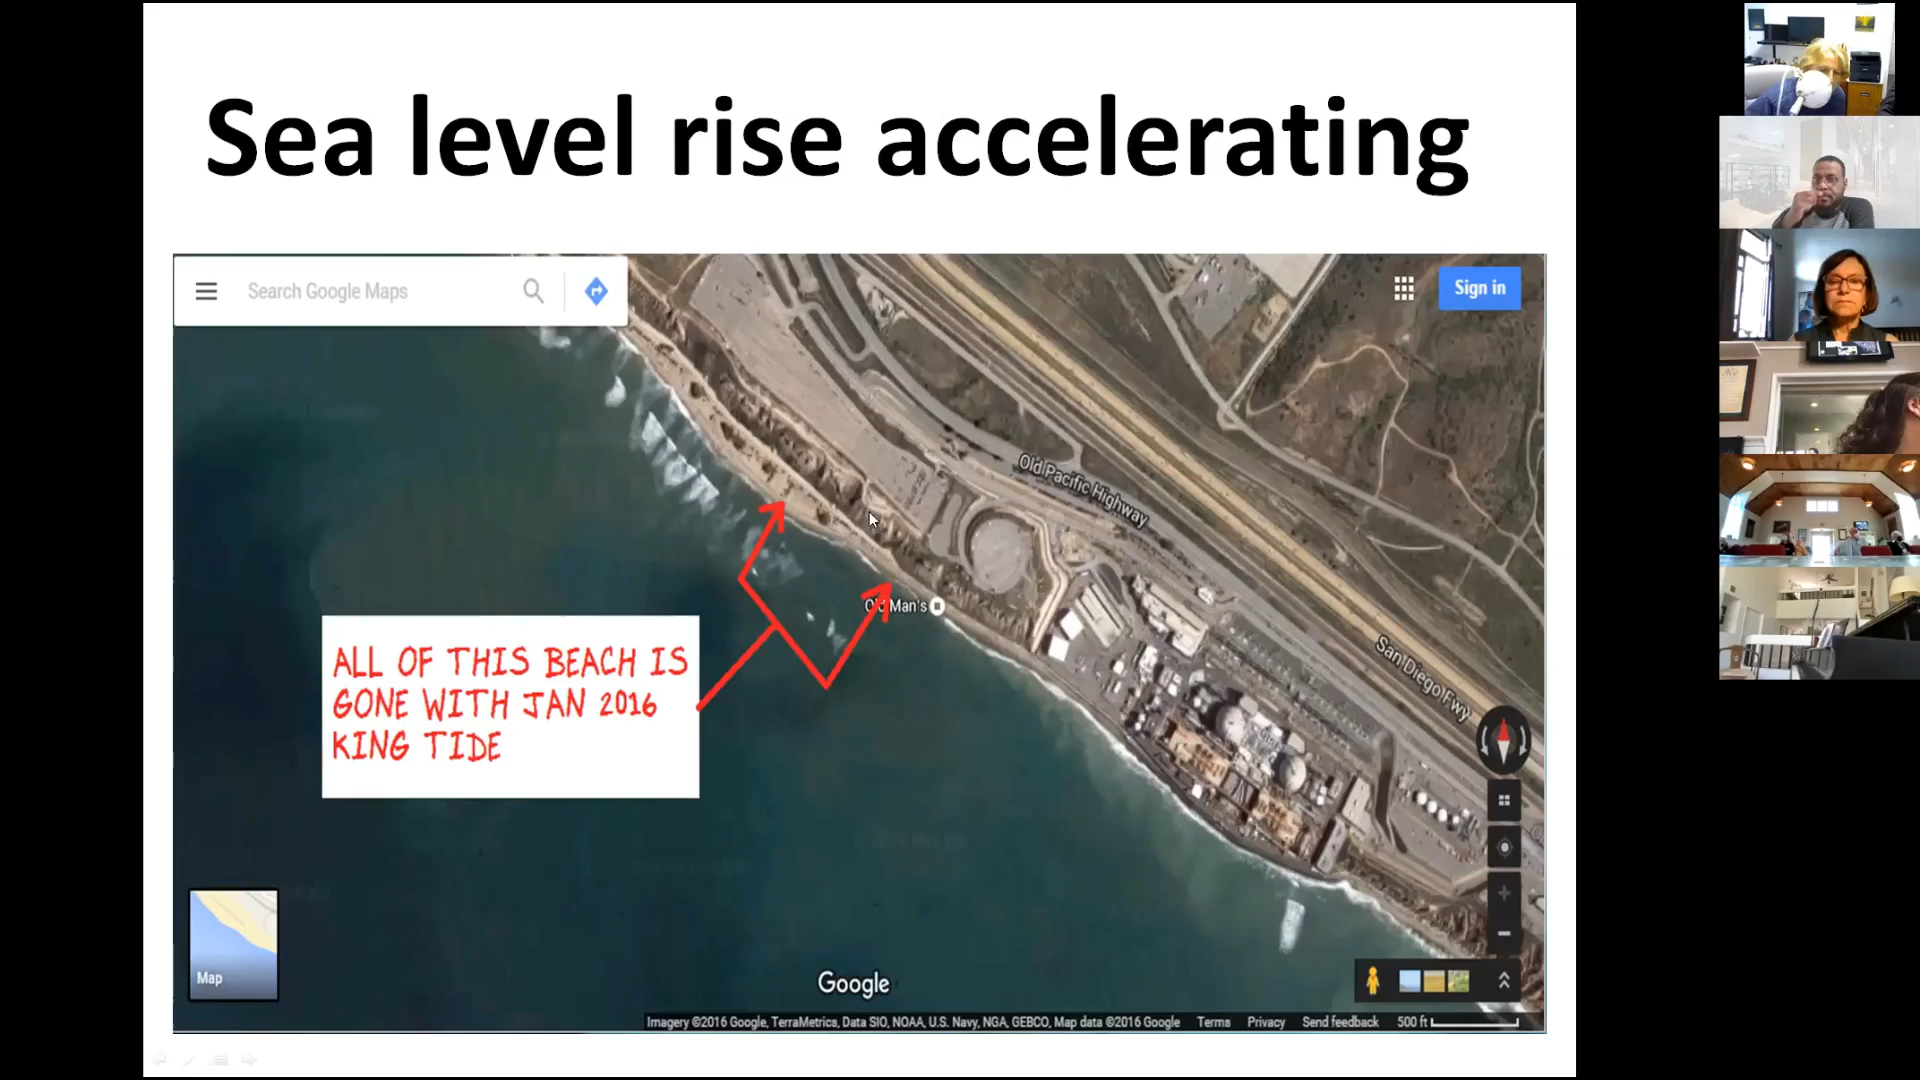 Sea level rise accelerating
Search Google Maps
Sign in
Old Pacific Highway
San Diego Fwy
Old Man's
ALL OF THIS BEACH IS
GONE WITH JAN 2016
KING TIDE
Map
Google
Imagery ©2016 Google, TerraMetrics, Data SIO, NOAA, U.S. Navy, NGA, GEBCO, Map data ©2016 Google Terms Privacy Send feedback 500 ft